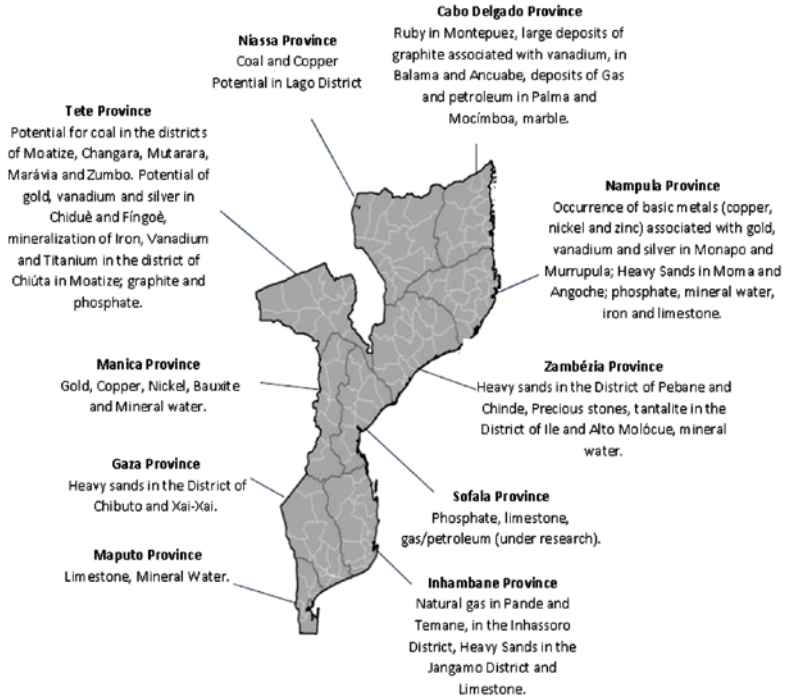 Cabo Delgado Province
Ruby in Montepuez, large deposits of
graphite associated with vanadium, in
Balama and Ancuabe, deposits of Gas
and petroleum in Palma and
Mocímboa, marble.
Niassa Province
Coal and Copper
Potential in Lago District
Tete Province
Potential for coal in the districts
of Moatize, Changara, Mutarara,
Marávia and Zumbo. Potential of
gold, vanadium and silver in
Chiduè and Fíngoè,
mineralization of Iron, Vanadium
and Titanium in the district of
Chiúta in Moatize; graphite and
phosphate.
Nampula Province
Occurrence of basic metals (copper,
nickel and zinc) associated with gold,
vanadium and silver in Monapo and
Murrupula; Heavy Sands in Moma and
Angoche; phosphate, mineral water,
iron and limestone.
Manica Province
Gold, Copper, Nickel, Bauxite
and Mineral water.
Zambézia Province
Heavy sands in the District of Pebane and
Chinde, Precious stones, tantalite in the
District of Ile and Alto Molócue, mineral
water.
Gaza Province
Heavy sands in the District of
Chibuto and Xai-Xai.
Sofala Province
Phosphate, limestone,
gas/petroleum (under research).
Maputo Province
Limestone, Mineral Water.
Inhambane Province
Natural gas in Pande and
Temane, in the Inhassoro
District, Heavy Sands in the
Jangamo District and
Limestone.